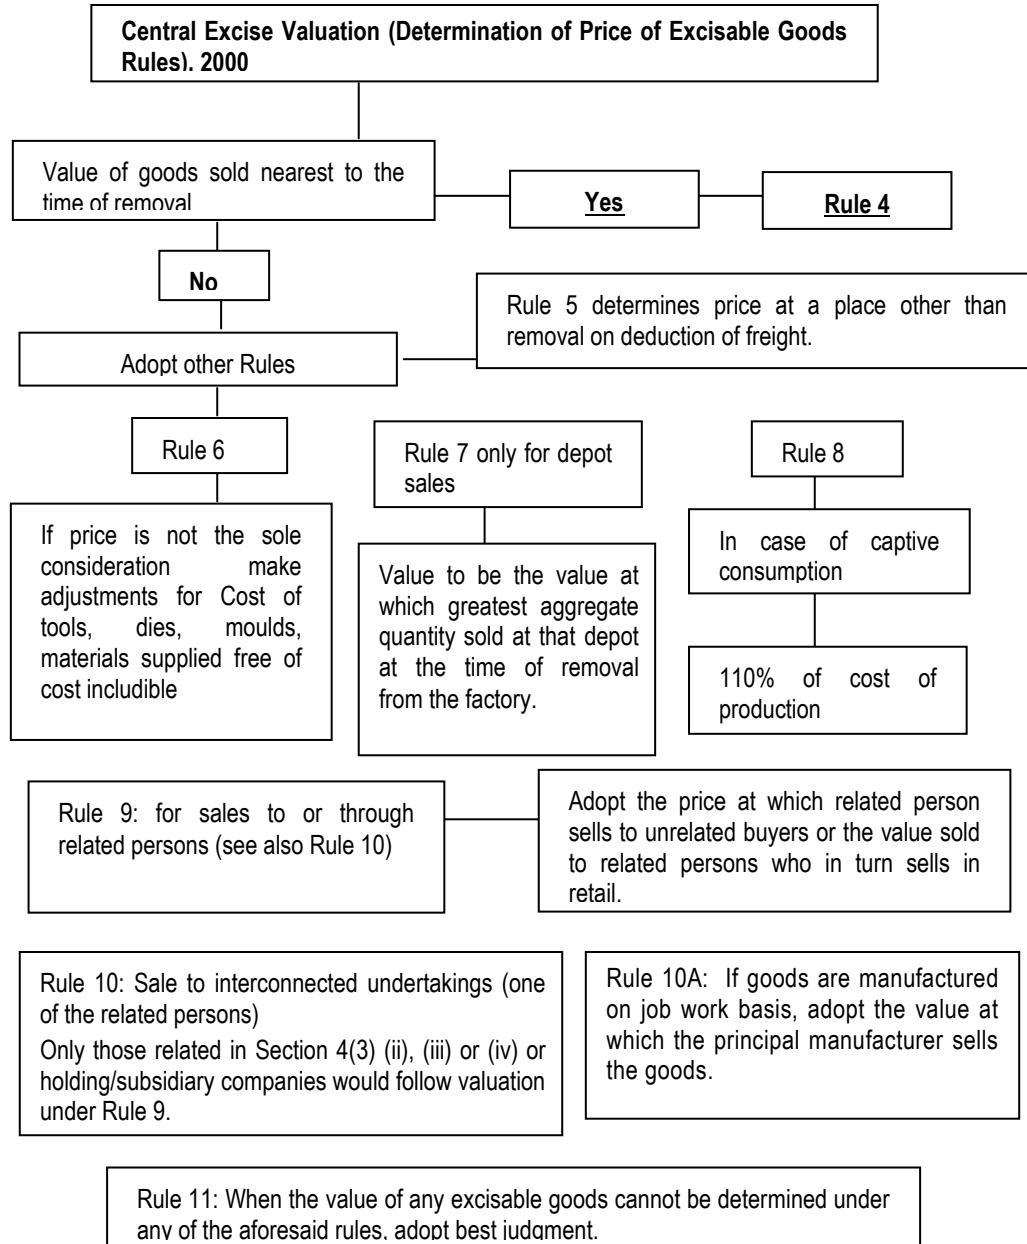 Central Excise Valuation (Determination of Price of Excisable Goods
Rules), 2000
Value of goods sold nearest to the
time of removal
Yes
Rule 4
No
Rule 5 determines price at a place other than
removal on deduction of freight.
Adopt other Rules
Rule 6
Rule 7 only for depot
sales
Rule 8
If price is not the sole
consideration make
adjustments for Cost of
tools, dies, moulds,
materials supplied free of
cost includible
Value to be the value at
which greatest aggregate
quantity sold at that depot
at the time of removal
from the factory.
In case of captive
consumption
110% of cost of
production
Rule 9: for sales to or through
related persons (see also Rule 10)
Adopt the price at which related person
sells to unrelated buyers or the value sold
to related persons who in turn sells in
retail.
Rule 10: Sale to interconnected undertakings (one
of the related persons)
Only those related in Section 4(3) (ii), (iii) or (iv) or
holding/subsidiary companies would follow valuation
under Rule 9.
Rule 10A: If goods are manufactured
on job work basis, adopt the value at
which the principal manufacturer sells
the goods.
Rule 11: When the value of any excisable goods cannot be determined under
any of the aforesaid rules, adopt best judgment.